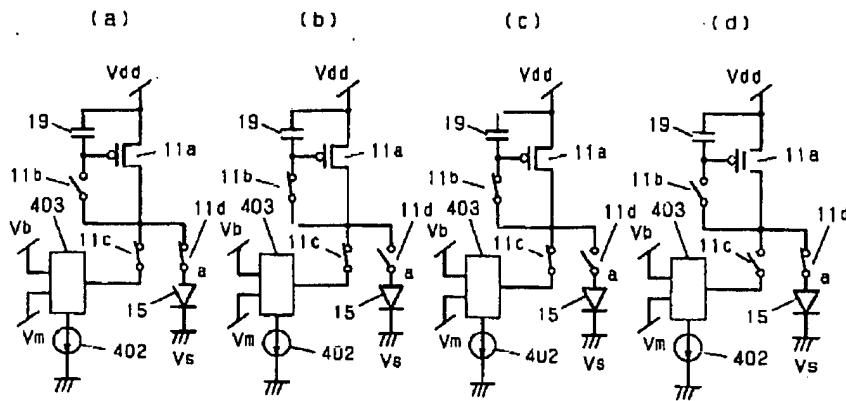 (a) (b) (c) (d)
Vdd Vdd Vdd Vdd
19 11a 19 11a 19 11a 19 11a
11b 11b 11b 11b
403 11d 403 11d 403 11d 403 11d
Vb 11c Vb 11c Vb 11c Vb 11c
a a a a
15 15 15 15
Vm Vm Vm Vm
402 Vs 402 Vs 402 Vs 402 Vs